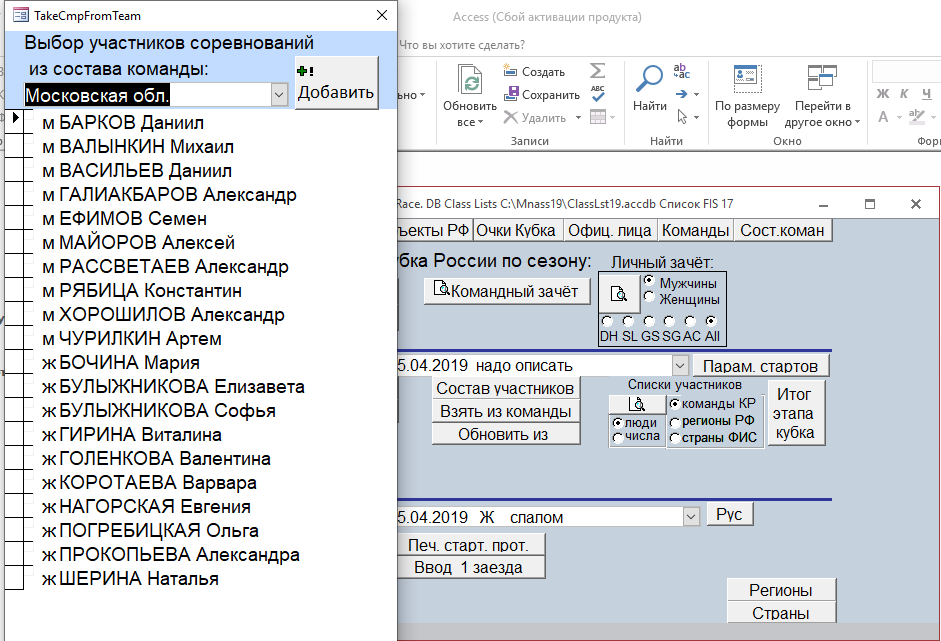 TakeCmpFromTeam
Выбор участников соревнований
из состава команды:
Московская обл.
Добавить
м БАРКОВ Даниил
м ВАЛЫНКИН Михаил
м ВАСИЛЬЕВ Даниил
м ГАЛИАКБАРОВ Александр
м ЕФИМОВ Семен
м МАЙОРОВ Алексей
м РАССВЕТАЕВ Александр
м РЯБИЦА Константин
м ХОРОШИЛОВ Александр
м ЧУРИЛКИН Артем
ж БОЧИНА Мария
ж БУЛЫЖНИКОВА Елизавета
ж БУЛЫЖНИКОВА Софья
ж ГИРИНА Виталина
ж ГОЛЕНКОВА Валентина
ж КОРОТАЕВА Варвара
ж НАГОРСКАЯ Евгения
ж ПОГРЕБИЦКАЯ Ольга
ж ПРОКОПЬЕВА Александра
ж ШЕРИНА Наталья
Access (Сбой активации продукта)
Что вы хотите сделать?
Обновить
все
Создать
Сохранить
Удалить
Записи
Найти
Найти
По размеру
формы
Перейти в
другое окно
Окно
Ж К Ч
А
Фор
Race. DB Class Lists C:\Mnass19\ClassLst19.accdb Список FIS 17
ъекты РФ Очки Кубка Офиц. лица Команды Сост.коман
бка России по сезону:
Личный зачёт:
Командный зачёт
Мужчины
Женщины
DH SL GS SG AC All
5.04.2019 надо описать
Парам. стартов
Состав участников
Взять из команды
Обновить из
Списки участников
люди
числа
команды КР
регионы РФ
страны ФИС
Итог
этапа
кубка
5.04.2019 Ж слалом
Рус
Печ. старт. прот.
Ввод 1 заезда
Регионы
Страны